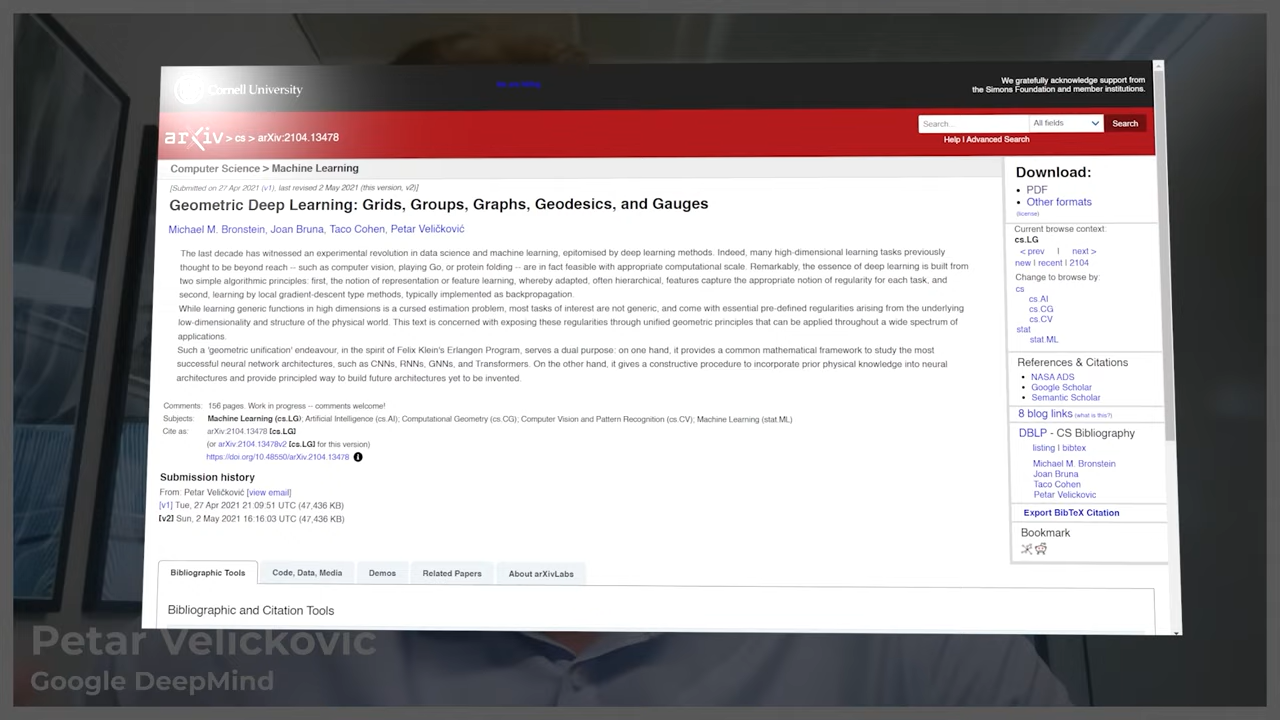 Cornell University
We gratefully acknowledge support from
the Simons Foundation and member institutions.
arXiv > cs > arXiv:2104.13478
Search...
All fields
Search
Help | Advanced Search
Computer Science > Machine Learning
[Submitted on 27 Apr 2021 (v1), last revised 2 May 2021 (this version, v2)]
Geometric Deep Learning: Grids, Groups, Graphs, Geodesics, and Gauges
Michael M. Bronstein, Joan Bruna, Taco Cohen, Petar Veličković
The last decade has witnessed an experimental revolution in data science and machine learning, epitomised by deep learning methods. Indeed, many high-dimensional learning tasks previously
thought to be beyond reach -- such as computer vision, playing Go, or protein folding -- are in fact feasible with appropriate computational scale. Remarkably, the essence of deep learning is built from
two simple algorithmic principles: first, the notion of representation or feature learning, whereby adapted, often hierarchical, features capture the appropriate notion of regularity for each task, and
second, learning by local gradient-descent type methods, typically implemented as backpropagation.
While learning generic functions in high dimensions is a cursed estimation problem, most tasks of interest are not generic, and come with essential pre-defined regularities arising from the underlying
low-dimensionality and structure of the physical world. This text is concerned with exposing these regularities through unified geometric principles that can be applied throughout a wide spectrum of
applications.
Such a 'geometric unification' endeavour, in the spirit of Felix Klein's Erlangen Program, serves a dual purpose: on one hand, it provides a common mathematical framework to study the most
successful neural network architectures, such as CNNs, RNNs, GNNs, and Transformers. On the other hand, it gives a constructive procedure to incorporate prior physical knowledge into neural
architectures and provide principled way to build future architectures yet to be invented.
Comments: 156 pages. Work in progress -- comments welcome!
Subjects: Machine Learning (cs.LG); Artificial Intelligence (cs.AI); Computational Geometry (cs.CG); Computer Vision and Pattern Recognition (cs.CV); Machine Learning (stat.ML)
Cite as: arXiv:2104.13478 [cs.LG]
(or arXiv:2104.13478v2 [cs.LG] for this version)
https://doi.org/10.48550/arXiv.2104.13478
Submission history
From: Petar Veličković [view email]
[v1] Tue, 27 Apr 2021 21:09:51 UTC (47,436 KB)
[v2] Sun, 2 May 2021 16:16:03 UTC (47,436 KB)
Bibliographic Tools
Code, Data, Media
Demos
Related Papers
About arXivLabs
Bibliographic and Citation Tools
Download:
• PDF
• Other formats
(license)
Current browse context:
cs.LG
< prev | next >
new | recent | 2104
Change to browse by:
cs
cs.AI
cs.CG
cs.CV
stat
stat.ML
References & Citations
• NASA ADS
• Google Scholar
• Semantic Scholar
8 blog links (what is this?)
DBLP - CS Bibliography
listing | bibtex
Michael M. Bronstein
Joan Bruna
Taco Cohen
Petar Velickovic
Export BibTeX Citation
Bookmark
Petar Velickovic
Google DeepMind